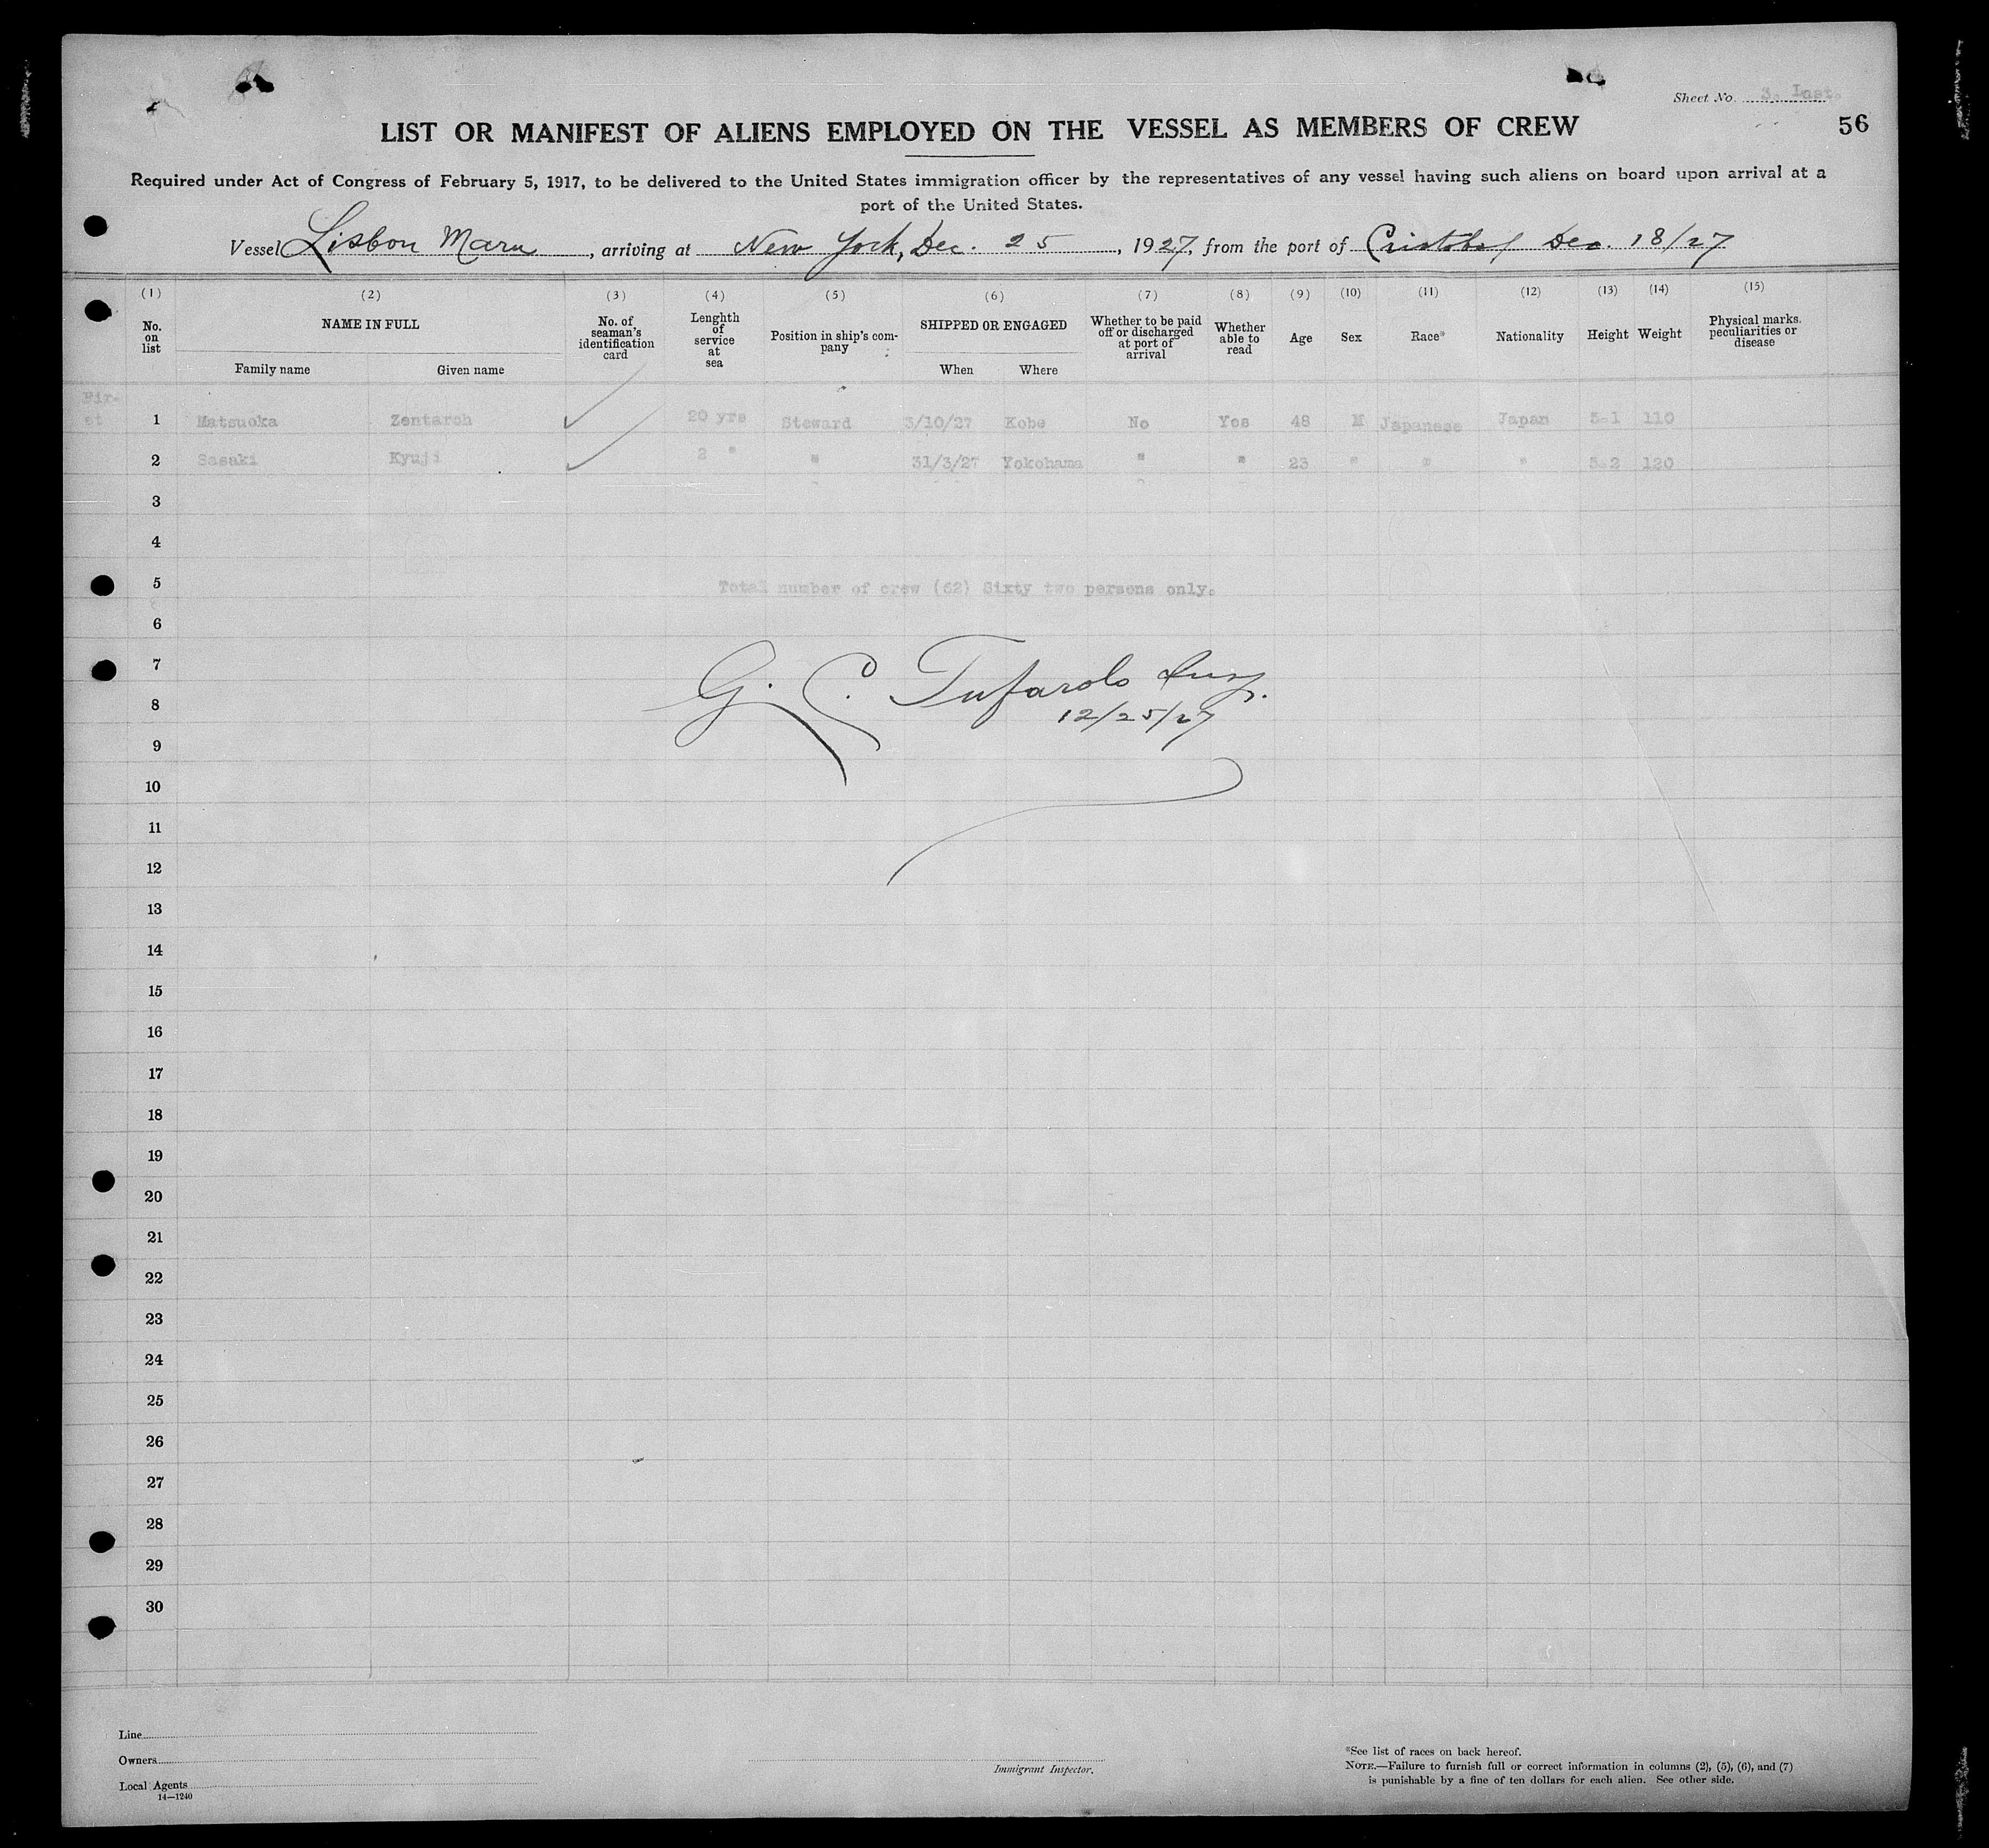 Sheet No. 3. Last.
LIST OR MANIFEST OF ALIENS EMPLOYED ON THE VESSEL AS MEMBERS OF CREW
56
Required under Act of Congress of February 5, 1917, to be delivered to the United States immigration officer by the representatives of any vessel having such aliens on board upon arrival at a
port of the United States.
Vessel Lisbon Maru, arriving at New York, Dec. 25, 1927, from the port of Cristobal Dec. 18/27
(1) (2) (3) (4) (5) (6) (7) (8) (9) (10) (11) (12) (13) (14) (15)
No. on list
NAME IN FULL
Family name Given name
No. of seaman's identification card
Lenghth of service at sea
Position in ship's com-pany
SHIPPED OR ENGAGED
When Where
Whether to be paid off or discharged at port of arrival
Whether able to read
Age
Sex
Race*
Nationality
Height
Weight
Physical marks, peculiarities or disease
Fir-
st 1 Matsuoka Zentaroh 20 yrs Steward 3/10/27 Kobe No Yes 48 M Japanese Japan 5-1 110
2 Sasaki Kyuji 2 " " 31/3/27 Yokohama " " 23 " " " 5-2 120
3
4
5 Total number of crew (62) Sixty two persons only.
6
7 G. C. Tufarolo Insp.
8 12/25/27
9
10
11
12
13
14
15
16
17
18
19
20
21
22
23
24
25
26
27
28
29
30
Line
Owners
Local Agents
14—1240
Immigrant Inspector.
*See list of races on back hereof.
NOTE.—Failure to furnish full or correct information in columns (2), (5), (6), and (7)
is punishable by a fine of ten dollars for each alien. See other side.